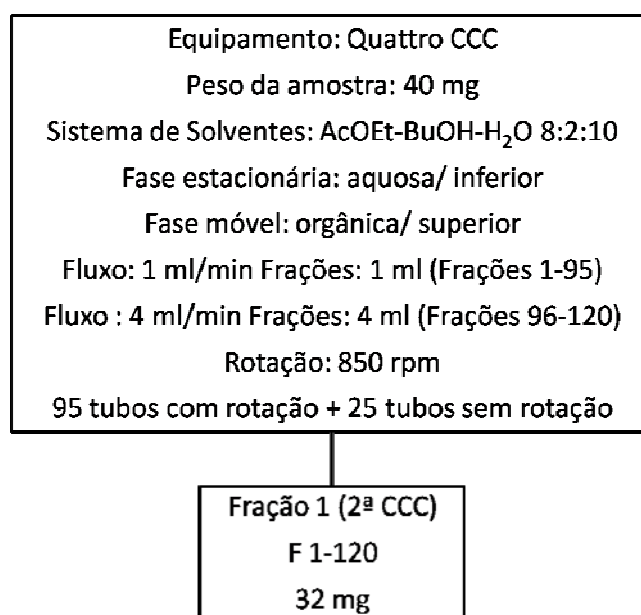 Equipamento: Quattro CCC
Peso da amostra: 40 mg
Sistema de Solventes: AcOEt-BuOH-H₂O 8:2:10
Fase estacionária: aquosa/ inferior
Fase móvel: orgânica/ superior
Fluxo: 1 ml/min Frações: 1 ml (Frações 1-95)
Fluxo : 4 ml/min Frações: 4 ml (Frações 96-120)
Rotação: 850 rpm
95 tubos com rotação + 25 tubos sem rotação
Fração 1 (2ª CCC)
F 1-120
32 mg